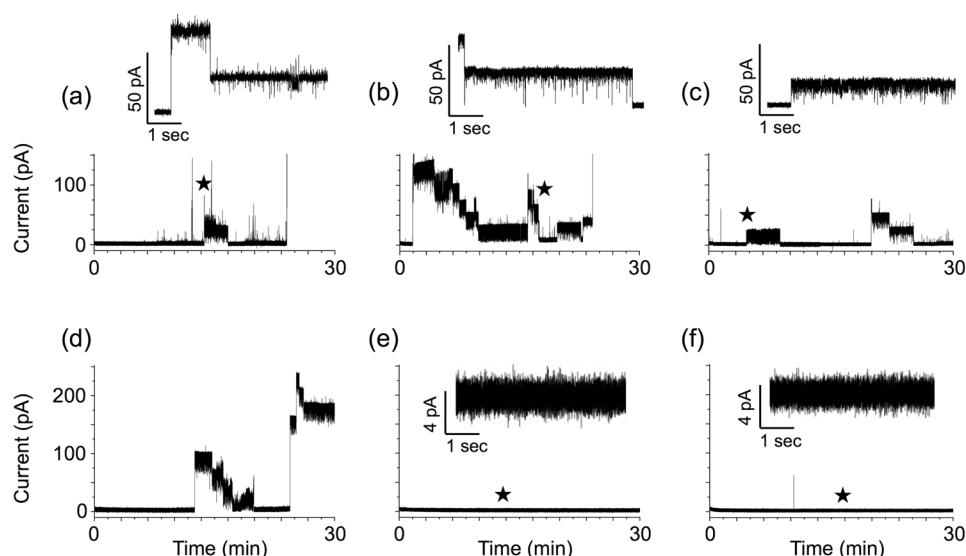 (a)
50 pA
1 sec
(b)
50 pA
1 sec
(c)
50 pA
1 sec
Current (pA)
100
0
0
30
0
30
0
30
(d)
(e)
4 pA
1 sec
(f)
4 pA
1 sec
Current (pA)
200
100
0
0
30
0
30
0
30
Time (min)
Time (min)
Time (min)